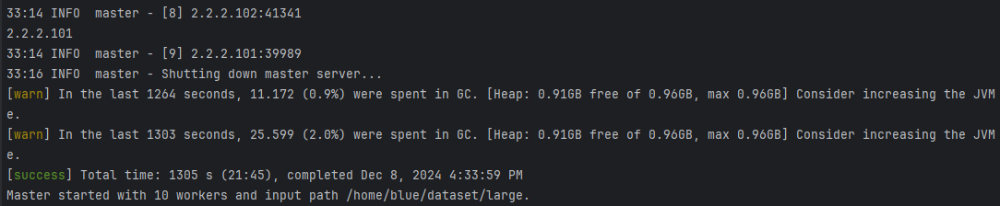 33:14 INFO  master - [8] 2.2.2.102:41341
2.2.2.101
33:14 INFO  master - [9] 2.2.2.101:39989
33:16 INFO  master - Shutting down master server...
[warn] In the last 1264 seconds, 11.172 (0.9%) were spent in GC. [Heap: 0.91GB free of 0.96GB, max 0.96GB] Consider increasing the JVM
e.
[warn] In the last 1303 seconds, 25.599 (2.0%) were spent in GC. [Heap: 0.91GB free of 0.96GB, max 0.96GB] Consider increasing the JVM
e.
[success] Total time: 1305 s (21:45), completed Dec 8, 2024 4:33:59 PM
Master started with 10 workers and input path /home/blue/dataset/large.